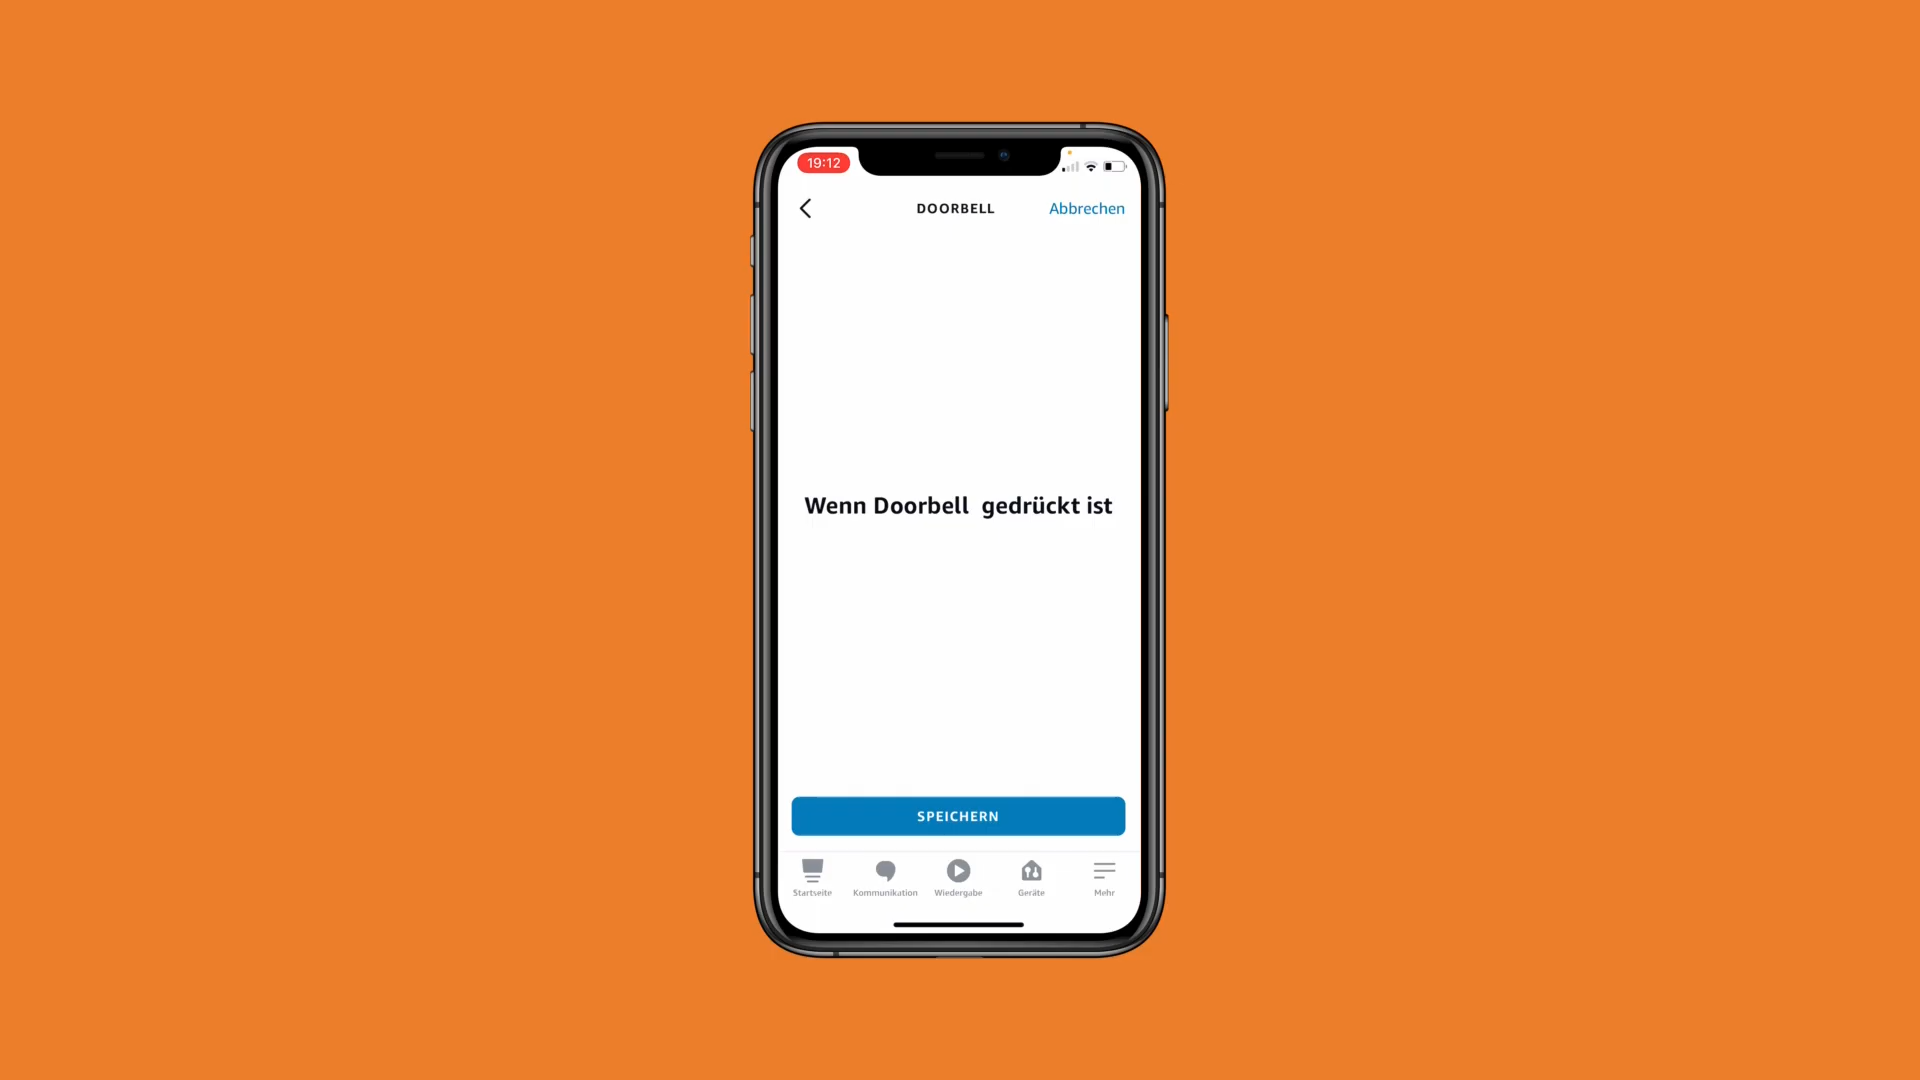 19:12
DOORBELL
Abbrechen
Wenn Doorbell  gedrückt ist
SPEICHERN
Startseite
Kommunikation
Wiedergabe
Geräte
Mehr